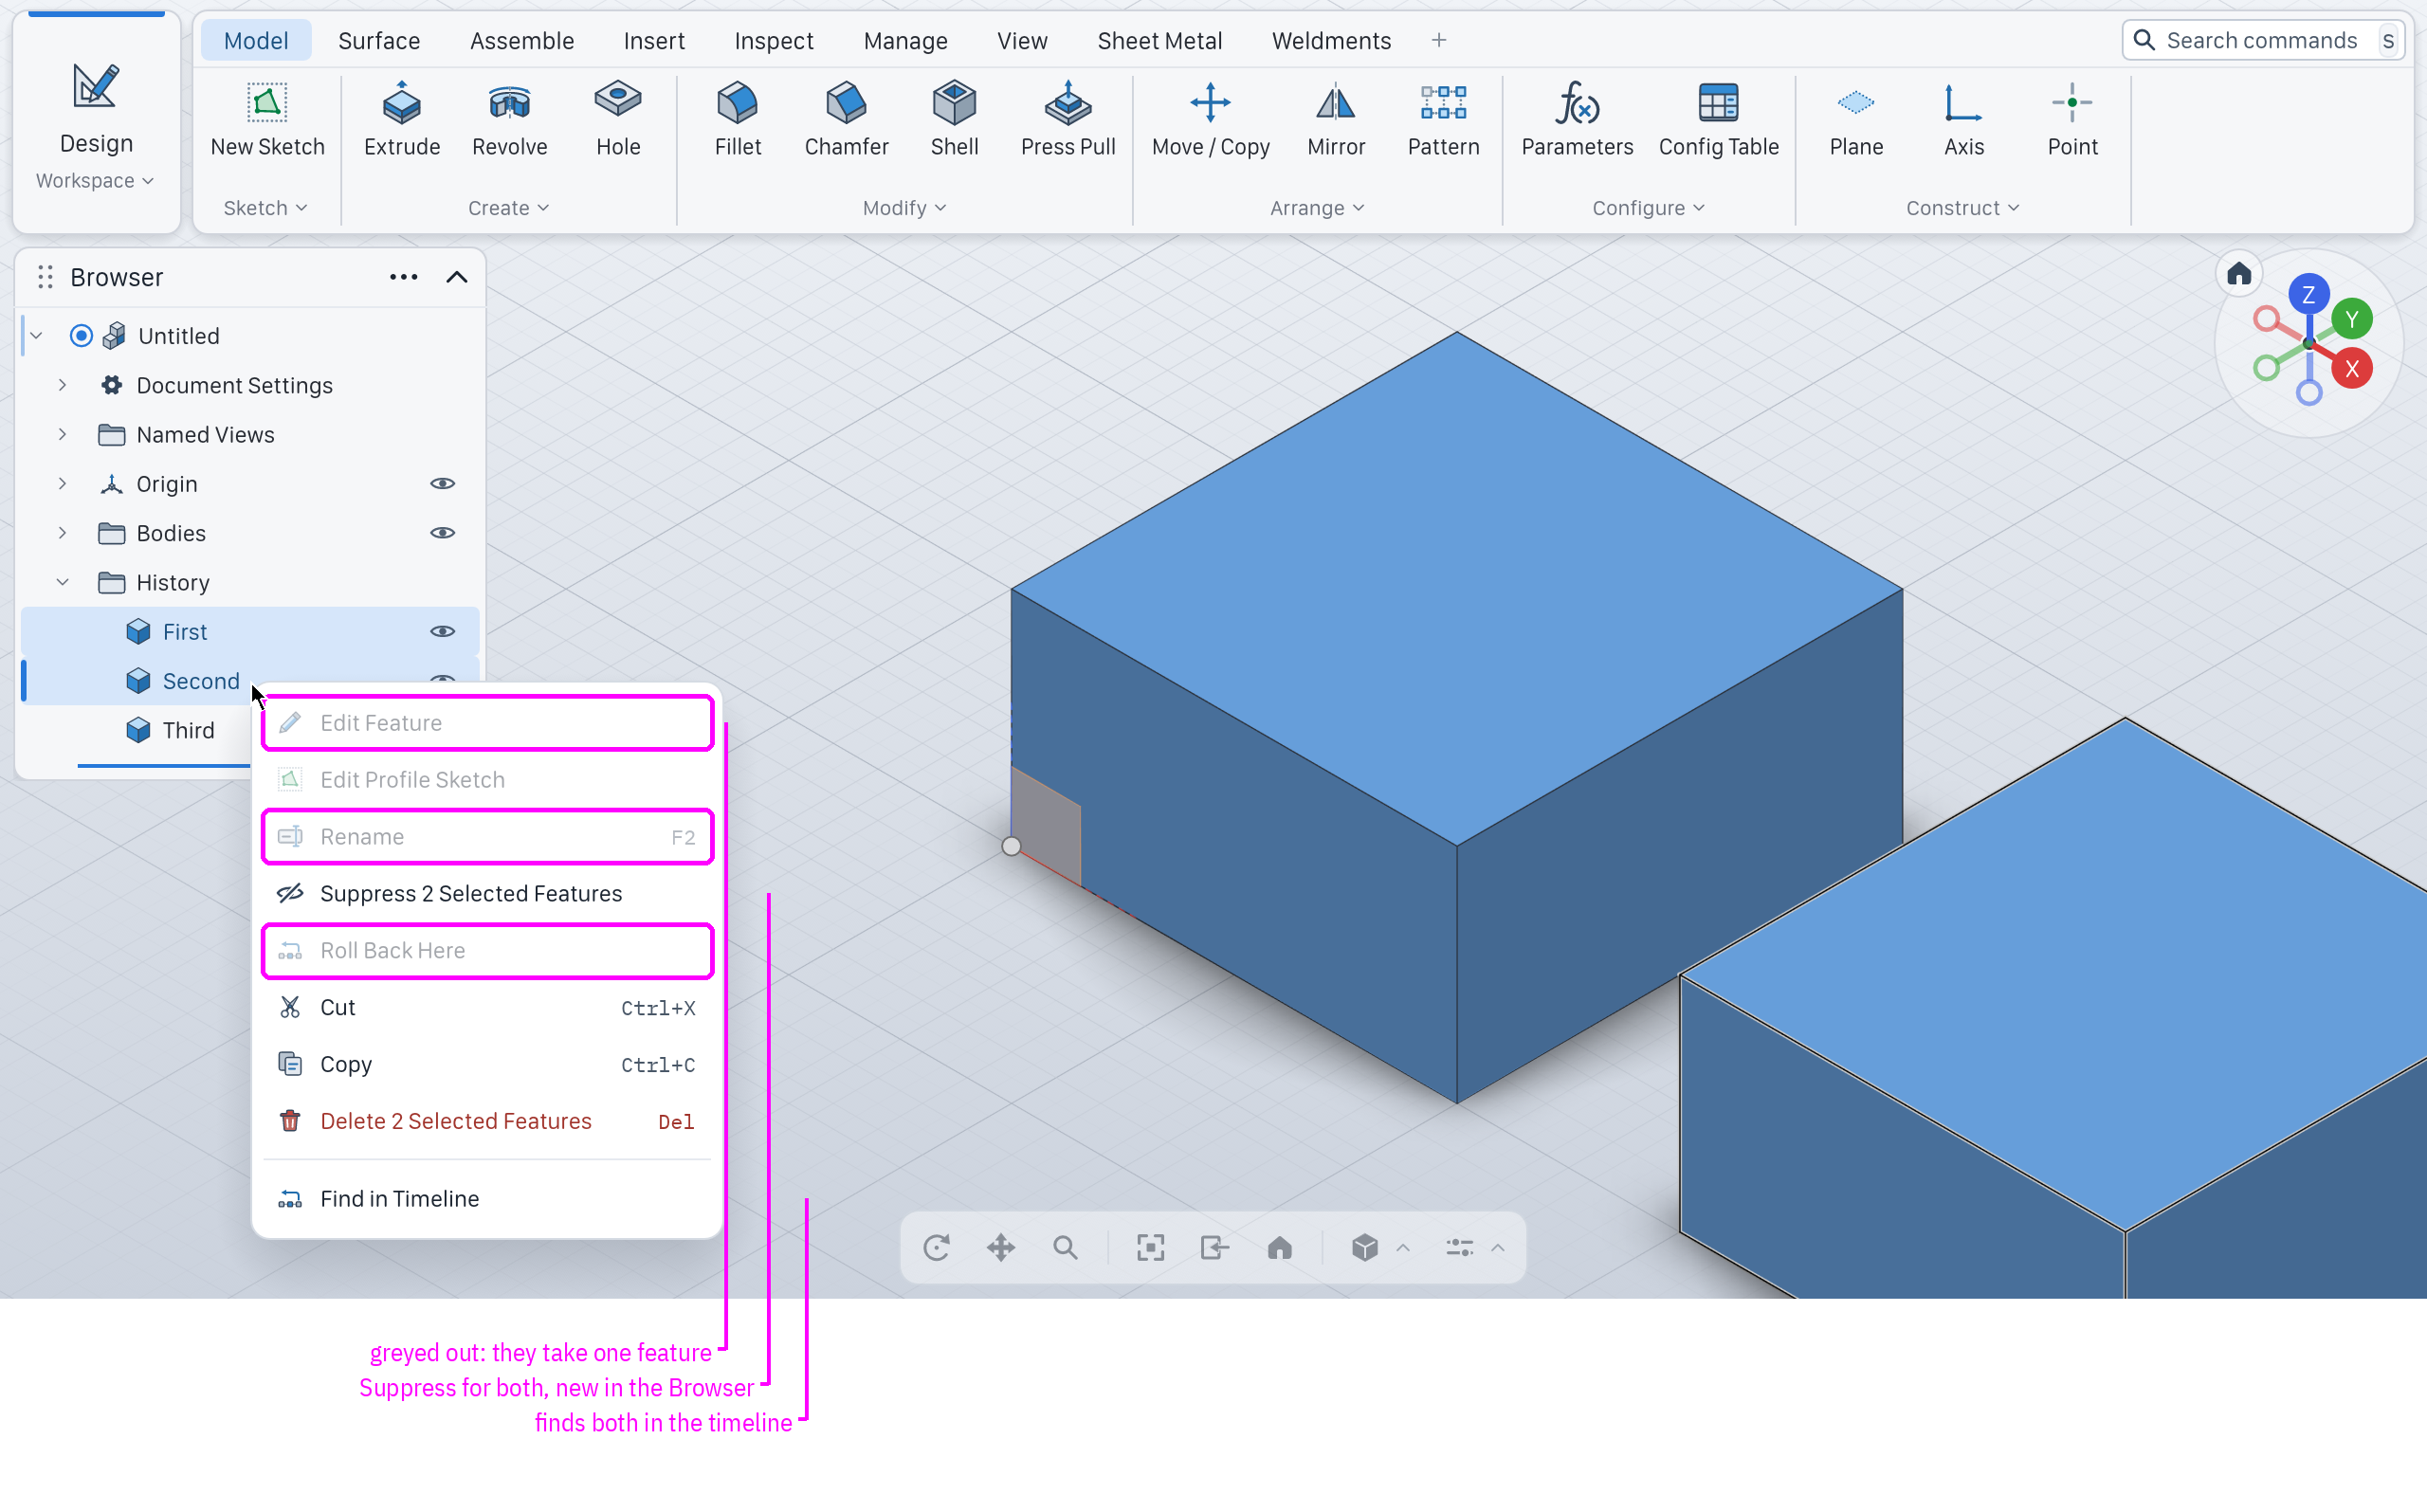 Design
Workspace
Model Surface Assemble Insert Inspect Manage View Sheet Metal Weldments +
Search commands S
New Sketch Extrude Revolve Hole Fillet Chamfer Shell Press Pull Move / Copy Mirror Pattern Parameters Config Table Plane Axis Point
Sketch Create Modify Arrange Configure Construct
Browser
Untitled
Document Settings
Named Views
Origin
Bodies
History
First
Second
Third
Edit Feature
Edit Profile Sketch
Rename F2
Suppress 2 Selected Features
Roll Back Here
Cut Ctrl+X
Copy Ctrl+C
Delete 2 Selected Features Del
Find in Timeline
Z
Y
X
greyed out: they take one feature
Suppress for both, new in the Browser
finds both in the timeline